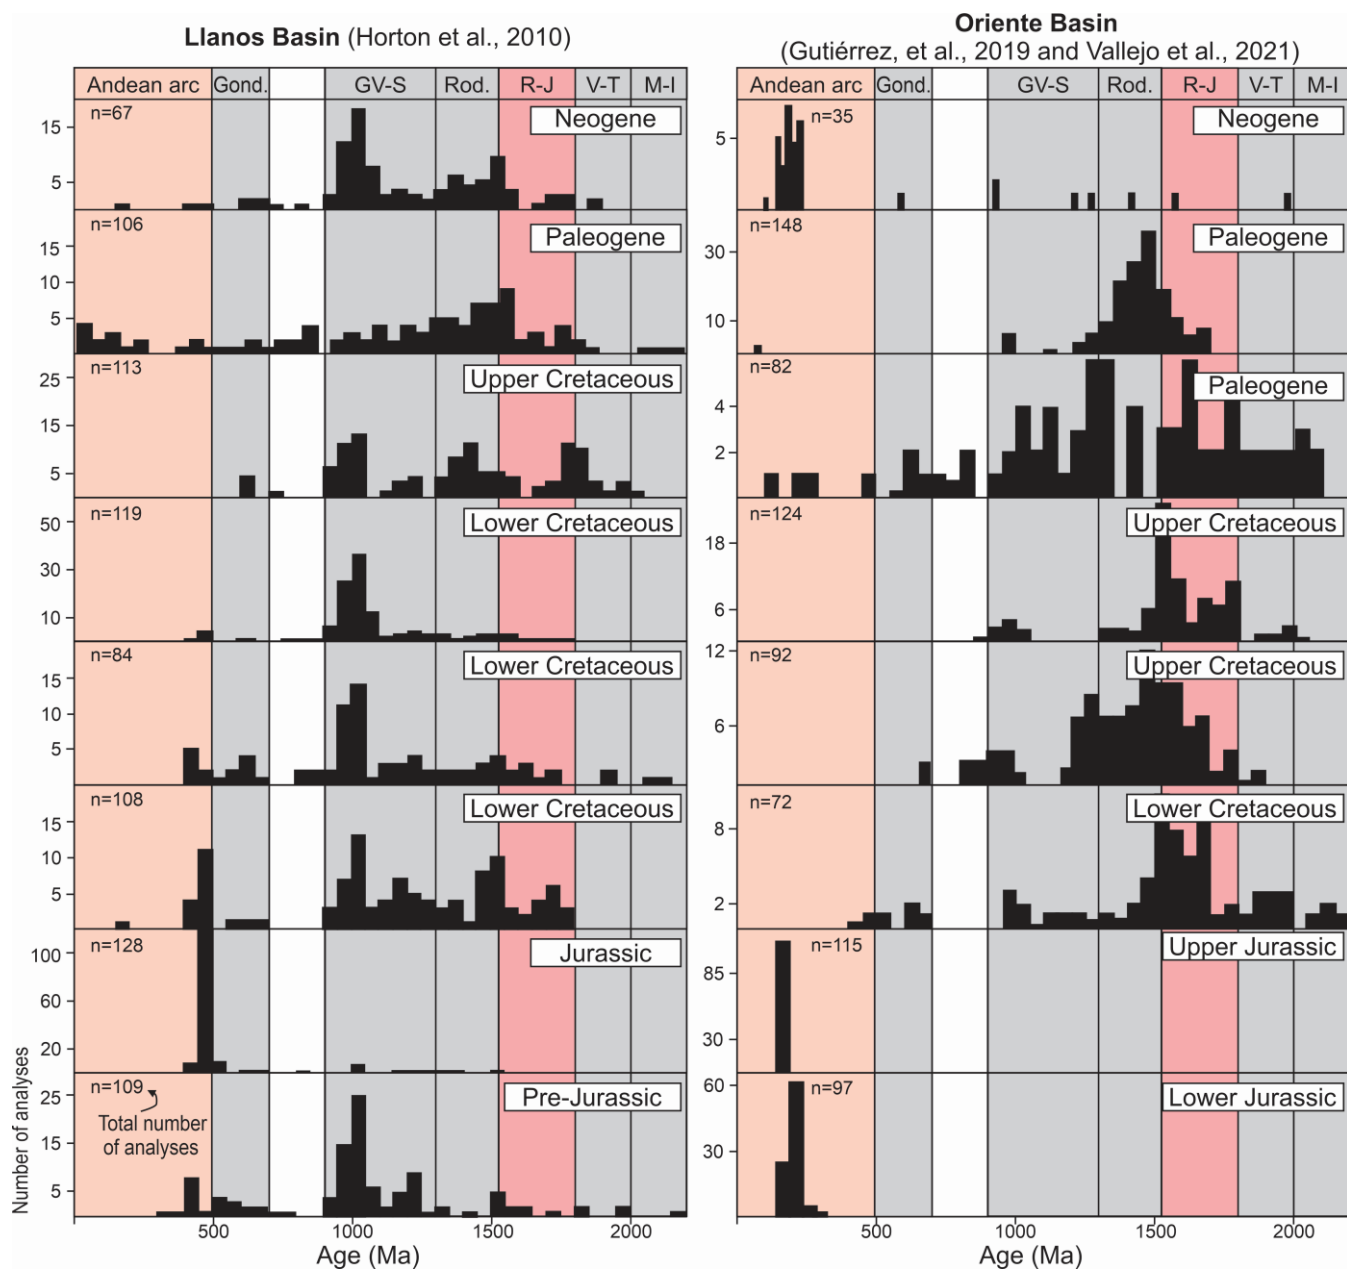 Llanos Basin (Horton et al., 2010)
Andean arc Gond. GV-S Rod. R-J V-T M-I
n=67
Neogene
15
5
n=106
Paleogene
15
10
5
n=113
Upper Cretaceous
25
15
5
n=119
Lower Cretaceous
50
30
10
n=84
Lower Cretaceous
15
10
5
n=108
Lower Cretaceous
15
10
5
n=128
Jurassic
100
60
20
n=109
Total number
of analyses
Pre-Jurassic
25
15
5
Number of analyses
500 1000 1500 2000
Age (Ma)
Oriente Basin
(Gutiérrez, et al., 2019 and Vallejo et al., 2021)
Andean arc Gond. GV-S Rod. R-J V-T M-I
n=35
Neogene
5
n=148
Paleogene
30
10
n=82
Paleogene
4
2
n=124
Upper Cretaceous
18
6
n=92
Upper Cretaceous
12
6
n=72
Lower Cretaceous
8
2
n=115
Upper Jurassic
85
30
n=97
Lower Jurassic
60
30
500 1000 1500 2000
Age (Ma)